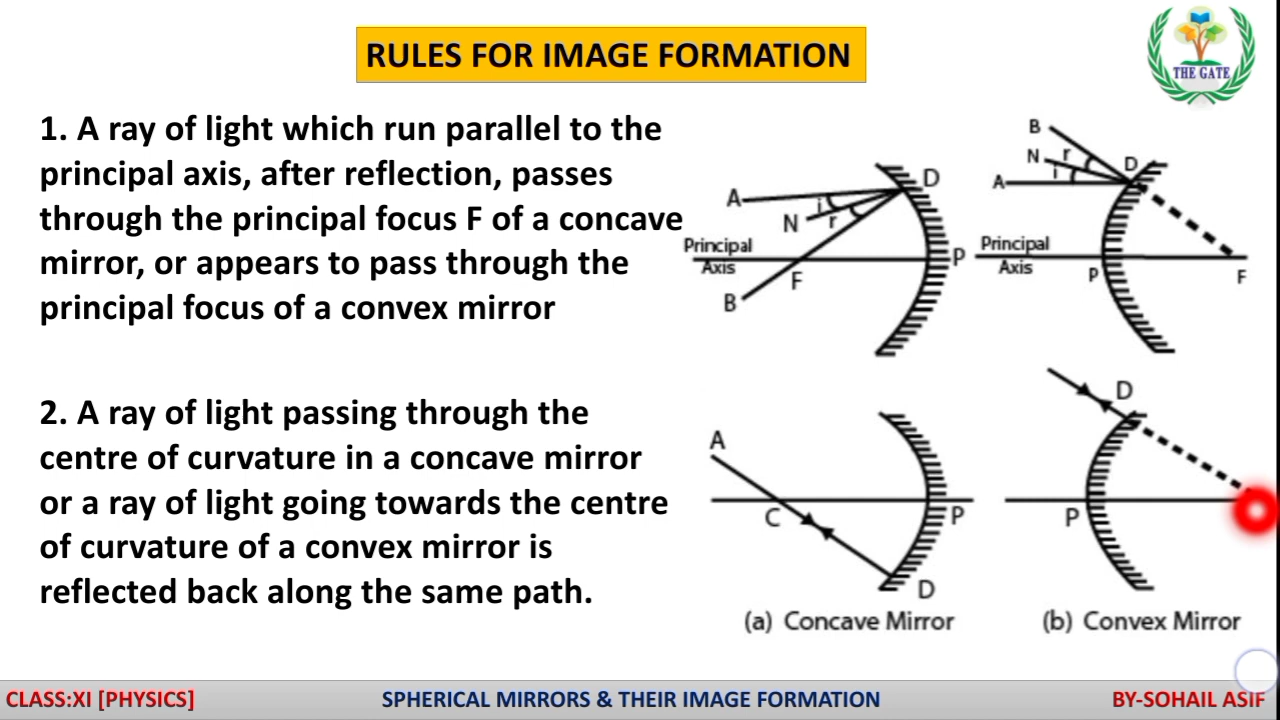 RULES FOR IMAGE FORMATION
THE GATE
1. A ray of light which run parallel to the
principal axis, after reflection, passes
through the principal focus F of a concave
mirror, or appears to pass through the
principal focus of a convex mirror
A
N
i
r
D
Principal
Axis
F
P
B
B
N
r
i
D
A
Principal
Axis
P
F
2. A ray of light passing through the
centre of curvature in a concave mirror
or a ray of light going towards the centre
of curvature of a convex mirror is
reflected back along the same path.
A
C
P
D
D
P
(a) Concave Mirror
(b) Convex Mirror
CLASS:XI [PHYSICS]
SPHERICAL MIRRORS & THEIR IMAGE FORMATION
BY-SOHAIL ASIF